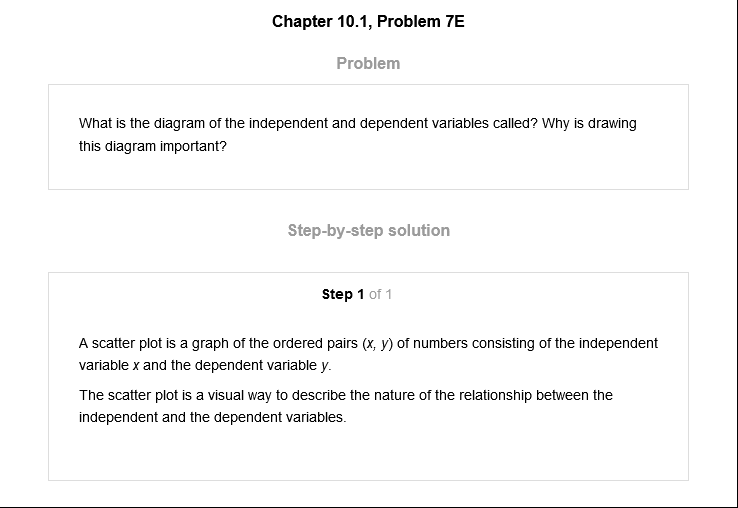 Chapter 10.1, Problem 7E
Problem
What is the diagram of the independent and dependent variables called? Why is drawing
this diagram important?
Step-by-step solution
Step 1 of 1
A scatter plot is a graph of the ordered pairs (x, y) of numbers consisting of the independent
variable x and the dependent variable y.
The scatter plot is a visual way to describe the nature of the relationship between the
independent and the dependent variables.